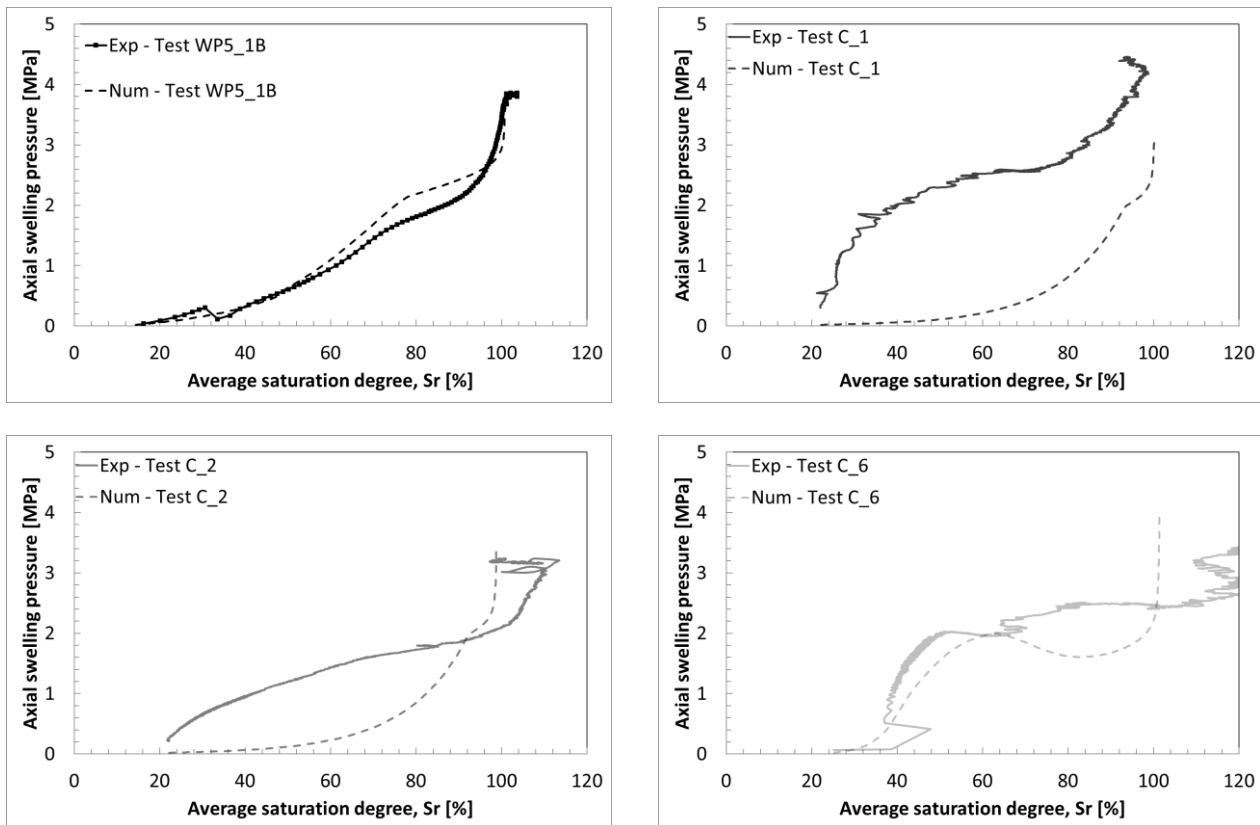 5
4
3
2
1
0
Axial swelling pressure [MPa]
Exp - Test WP5_1B
Num - Test WP5_1B
0 20 40 60 80 100 120
Average saturation degree, Sr [%]
5
4
3
2
1
0
Axial swelling pressure [MPa]
Exp - Test C_1
Num - Test C_1
0 20 40 60 80 100 120
Average saturation degree, Sr [%]
5
4
3
2
1
0
Axial swelling pressure [MPa]
Exp - Test C_2
Num - Test C_2
0 20 40 60 80 100 120
Average saturation degree, Sr [%]
5
4
3
2
1
0
Axial swelling pressure [MPa]
Exp - Test C_6
Num - Test C_6
0 20 40 60 80 100 120
Average saturation degree, Sr [%]